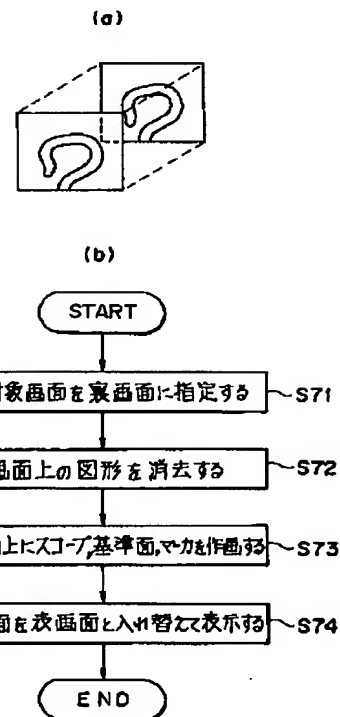 (a)
(b)
START
対象画面を裏画面に指定する
S71
画面上の図形を消去する
S72
上にスコープ,基準面,マーカを作画する
S73
面を表画面と入れ替えて表示する
S74
END